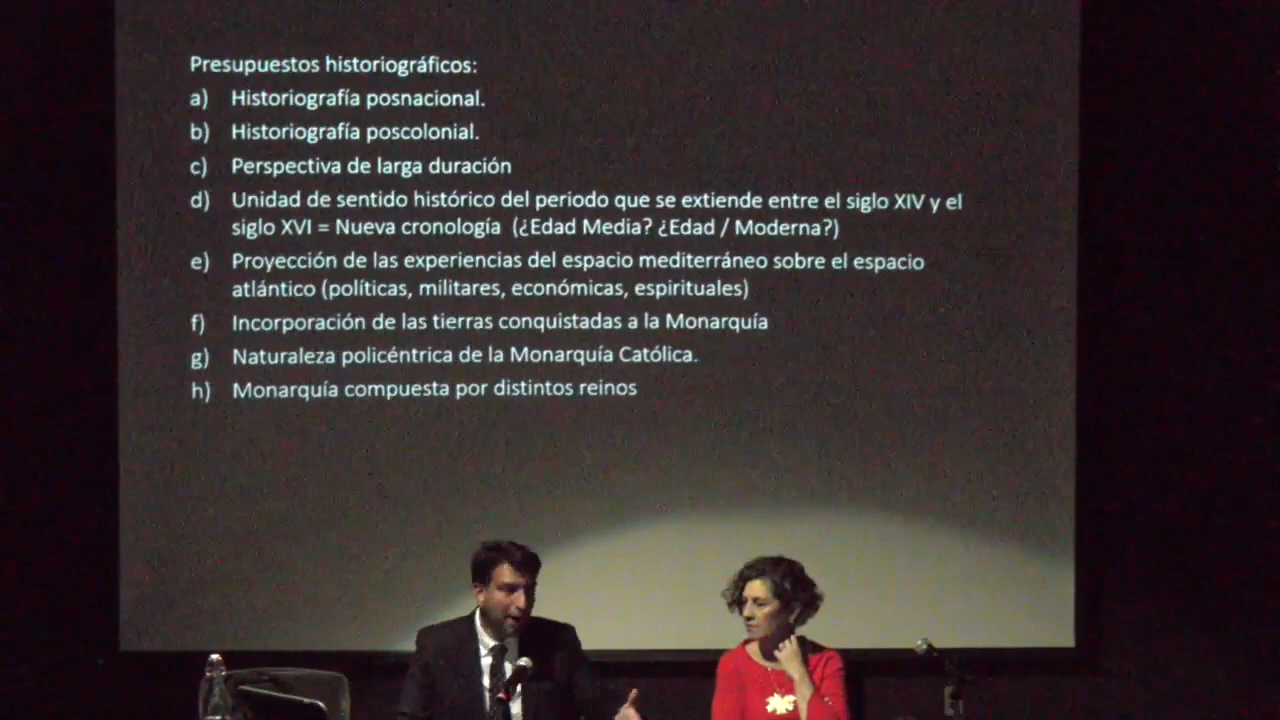 Presupuestos historiográficos:
a) Historiografía posnacional.
b) Historiografía poscolonial.
c) Perspectiva de larga duración
d) Unidad de sentido histórico del periodo que se extiende entre el siglo XIV y el
siglo XVI = Nueva cronología (¿Edad Media? ¿Edad / Moderna?)
e) Proyección de las experiencias del espacio mediterráneo sobre el espacio
atlántico (políticas, militares, económicas, espirituales)
f) Incorporación de las tierras conquistadas a la Monarquía
g) Naturaleza policéntrica de la Monarquía Católica.
h) Monarquía compuesta por distintos reinos